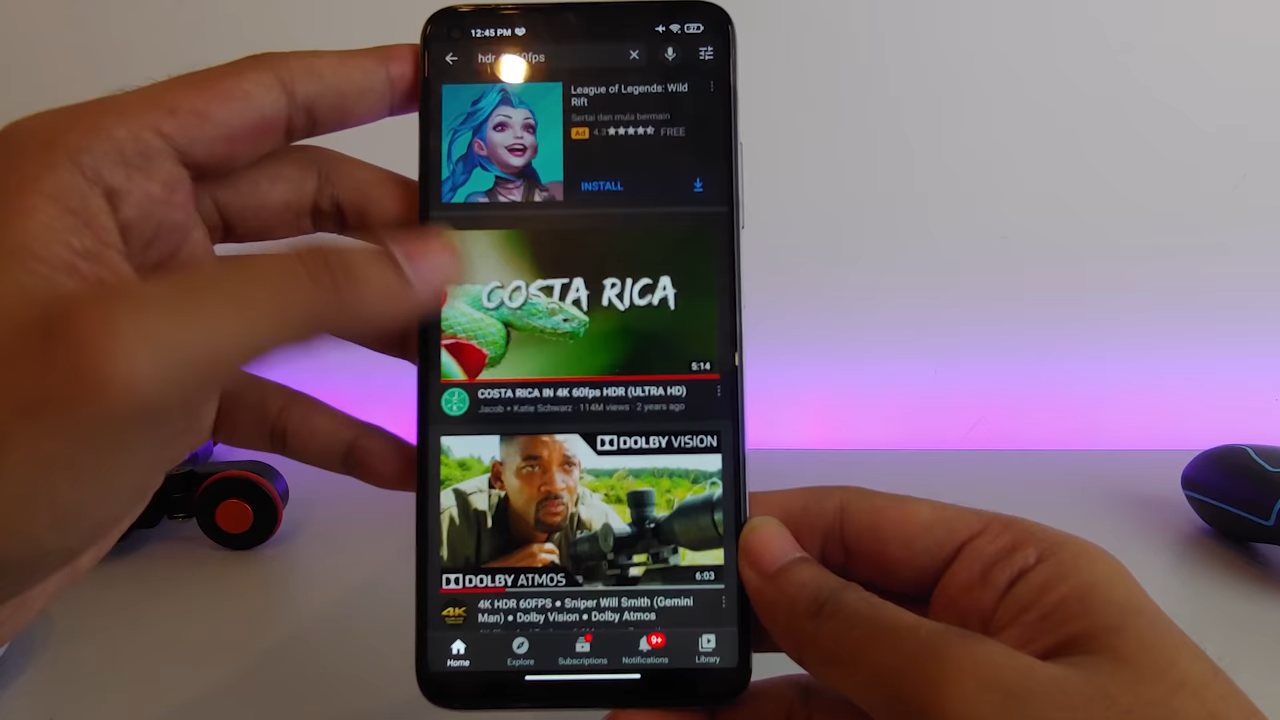 12:45 PM
hdr 60fps
League of Legends: Wild
Rift
Sertai dan mula bermain
Ad 4.3 FREE
INSTALL
COSTA RICA
5:14
COSTA RICA IN 4K 60fps HDR (ULTRA HD)
Jacob + Katie Schwarz · 114M views · 2 years ago
DOLBY VISION
DOLBY ATMOS
6:03
4K
4K HDR 60FPS ● Sniper Will Smith (Gemini
Man) ● Dolby Vision ● Dolby Atmos
Home Explore Subscriptions Notifications 9+ Library